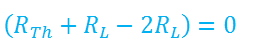 (R_{Th} + R_L − 2R_L) = 0